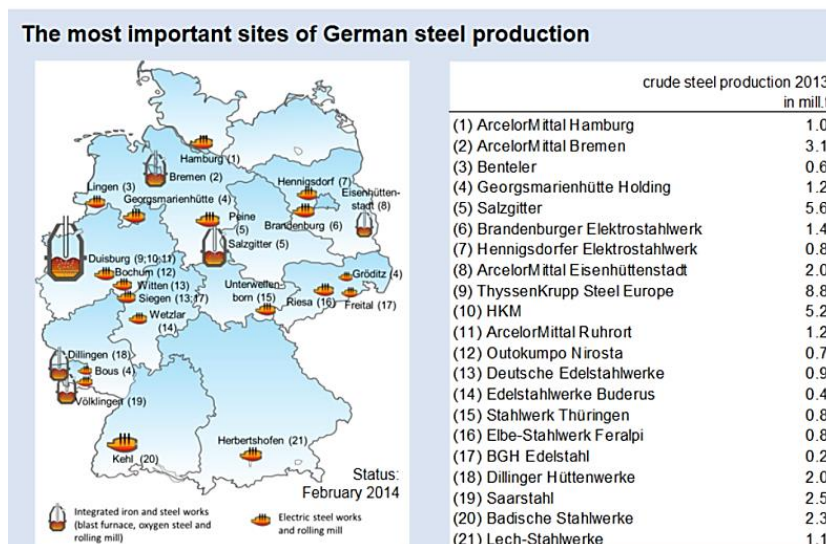 The most important sites of German steel production
Hamburg (1)
Bremen (2)
Lingen (3)
Georgsmarienhütte (4)
Hennigsdorf (7)
Eisenhütten-
stadt (8)
Peine
(5)
Brandenburg (6)
Salzgitter (5)
Duisburg (9;10;11)
Bochum (12)
Witten (13)
Siegen (13;17)
Wetzlar
(14)
Unterwellen-
born (15)
Gröditz (4)
Riesa (16)
Freital (17)
Dillingen (18)
Bous (4)
Völklingen (19)
Kehl (20)
Herbertshofen (21)
Status:
February 2014
Integrated iron and steel works
(blast furnace, oxygen steel and
rolling mill)
Electric steel works
and rolling mill
crude steel production 2013
in mill.t
(1) ArcelorMittal Hamburg 1.0
(2) ArcelorMittal Bremen 3.1
(3) Benteler 0.6
(4) Georgsmarienhütte Holding 1.2
(5) Salzgitter 5.6
(6) Brandenburger Elektrostahlwerk 1.4
(7) Hennigsdorfer Elektrostahlwerk 0.8
(8) ArcelorMittal Eisenhüttenstadt 2.0
(9) ThyssenKrupp Steel Europe 8.8
(10) HKM 5.2
(11) ArcelorMittal Ruhrort 1.2
(12) Outokumpo Nirosta 0.7
(13) Deutsche Edelstahlwerke 0.9
(14) Edelstahlwerke Buderus 0.4
(15) Stahlwerk Thüringen 0.8
(16) Elbe-Stahlwerk Feralpi 0.8
(17) BGH Edelstahl 0.2
(18) Dillinger Hüttenwerke 2.0
(19) Saarstahl 2.5
(20) Badische Stahlwerke 2.3
(21) Lech-Stahlwerke 1.1